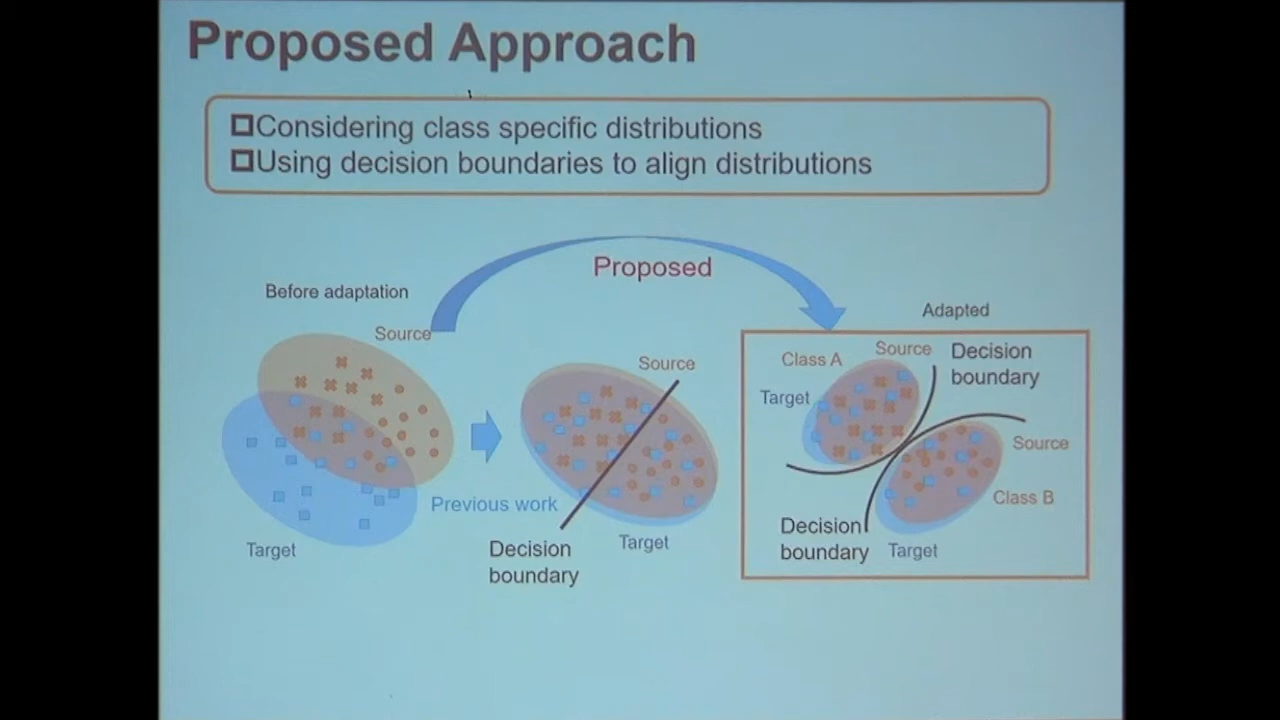 Proposed Approach
Considering class specific distributions
Using decision boundaries to align distributions
Proposed
Before adaptation
Source
Target
Previous work
Source
Decision
boundary
Target
Adapted
Class A
Source
Decision
boundary
Target
Source
Class B
Decision
boundary
Target